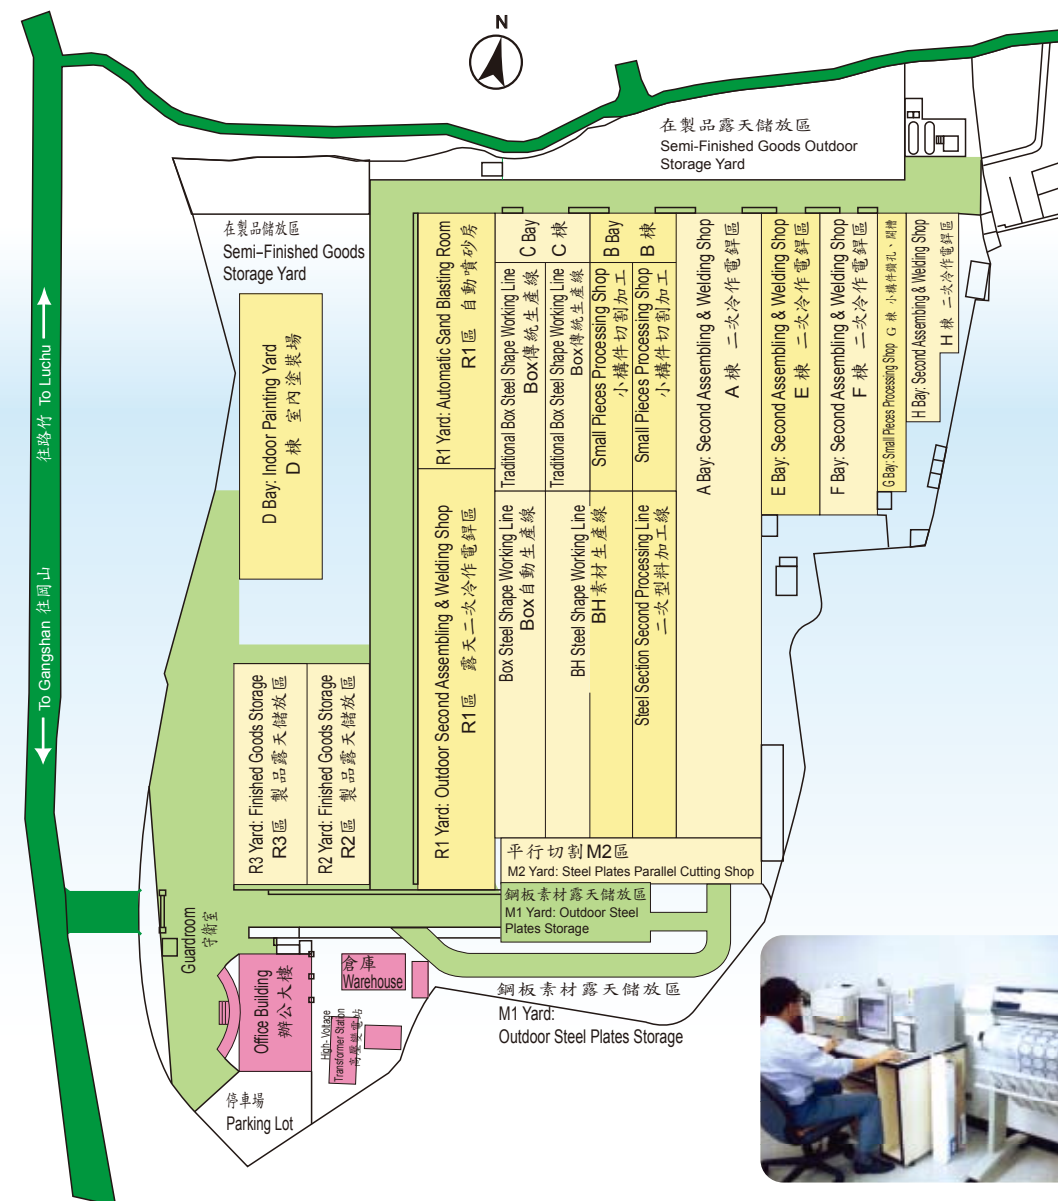 N
在製品露天儲放區
Semi-Finished Goods Outdoor
Storage Yard
在製品儲放區
Semi-Finished Goods
Storage Yard
往路竹 To Luchu
To Gangshan 往岡山
D Bay: Indoor Painting Yard
D 棟 室內塗裝場
R1 Yard: Automatic Sand Blasting Room
R1區 自動噴砂房
C Bay
C 棟
Traditional Box Steel Shape Working Line
Box傳統生產線
Traditional Box Steel Shape Working Line
Box傳統生產線
B Bay
B 棟
Small Pieces Processing Shop
小構件切割加工
Small Pieces Processing Shop
小構件切割加工
A Bay: Second Assembling & Welding Shop
A 棟 二次冷作電銲區
E Bay: Second Assembling & Welding Shop
E 棟 二次冷作電銲區
F Bay: Second Assembling & Welding Shop
F 棟 二次冷作電銲區
G Bay: Small Pieces Processing Shop G 棟 小構件鑽孔、開槽
H Bay: Second Assembling & Welding Shop
H 棟 二次冷作電銲區
R1 Yard: Outdoor Second Assembling & Welding Shop
R1區 露天二次冷作電銲區
Box Steel Shape Working Line
Box自動生產線
BH Steel Shape Working Line
BH素材生產線
Steel Section Second Processing Line
二次型料加工線
R3 Yard: Finished Goods Storage
R3區 製品露天儲放區
R2 Yard: Finished Goods Storage
R2區 製品露天儲放區
平行切割M2區
M2 Yard: Steel Plates Parallel Cutting Shop
鋼板素材露天儲放區
M1 Yard: Outdoor Steel
Plates Storage
Guardroom
守衛室
Office Building
辦公大樓
倉庫
Warehouse
High-Voltage
Transformer Station
高壓變電站
鋼板素材露天儲放區
M1 Yard:
Outdoor Steel Plates Storage
停車場
Parking Lot